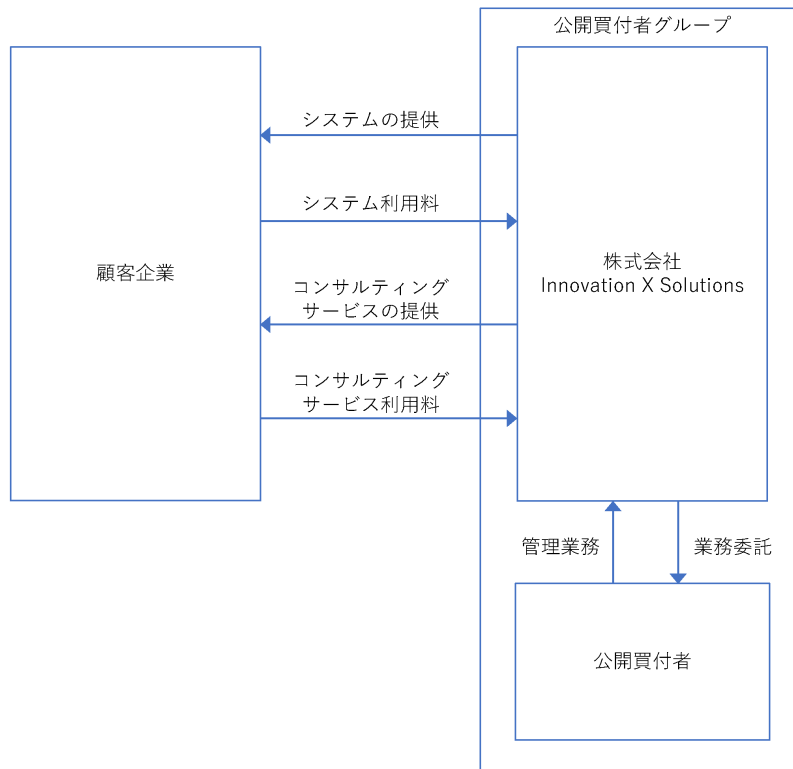 公開買付者グループ
システムの提供
システム利用料
顧客企業
コンサルティング
サービスの提供
コンサルティング
サービス利用料
株式会社
Innovation X Solutions
管理業務
業務委託
公開買付者